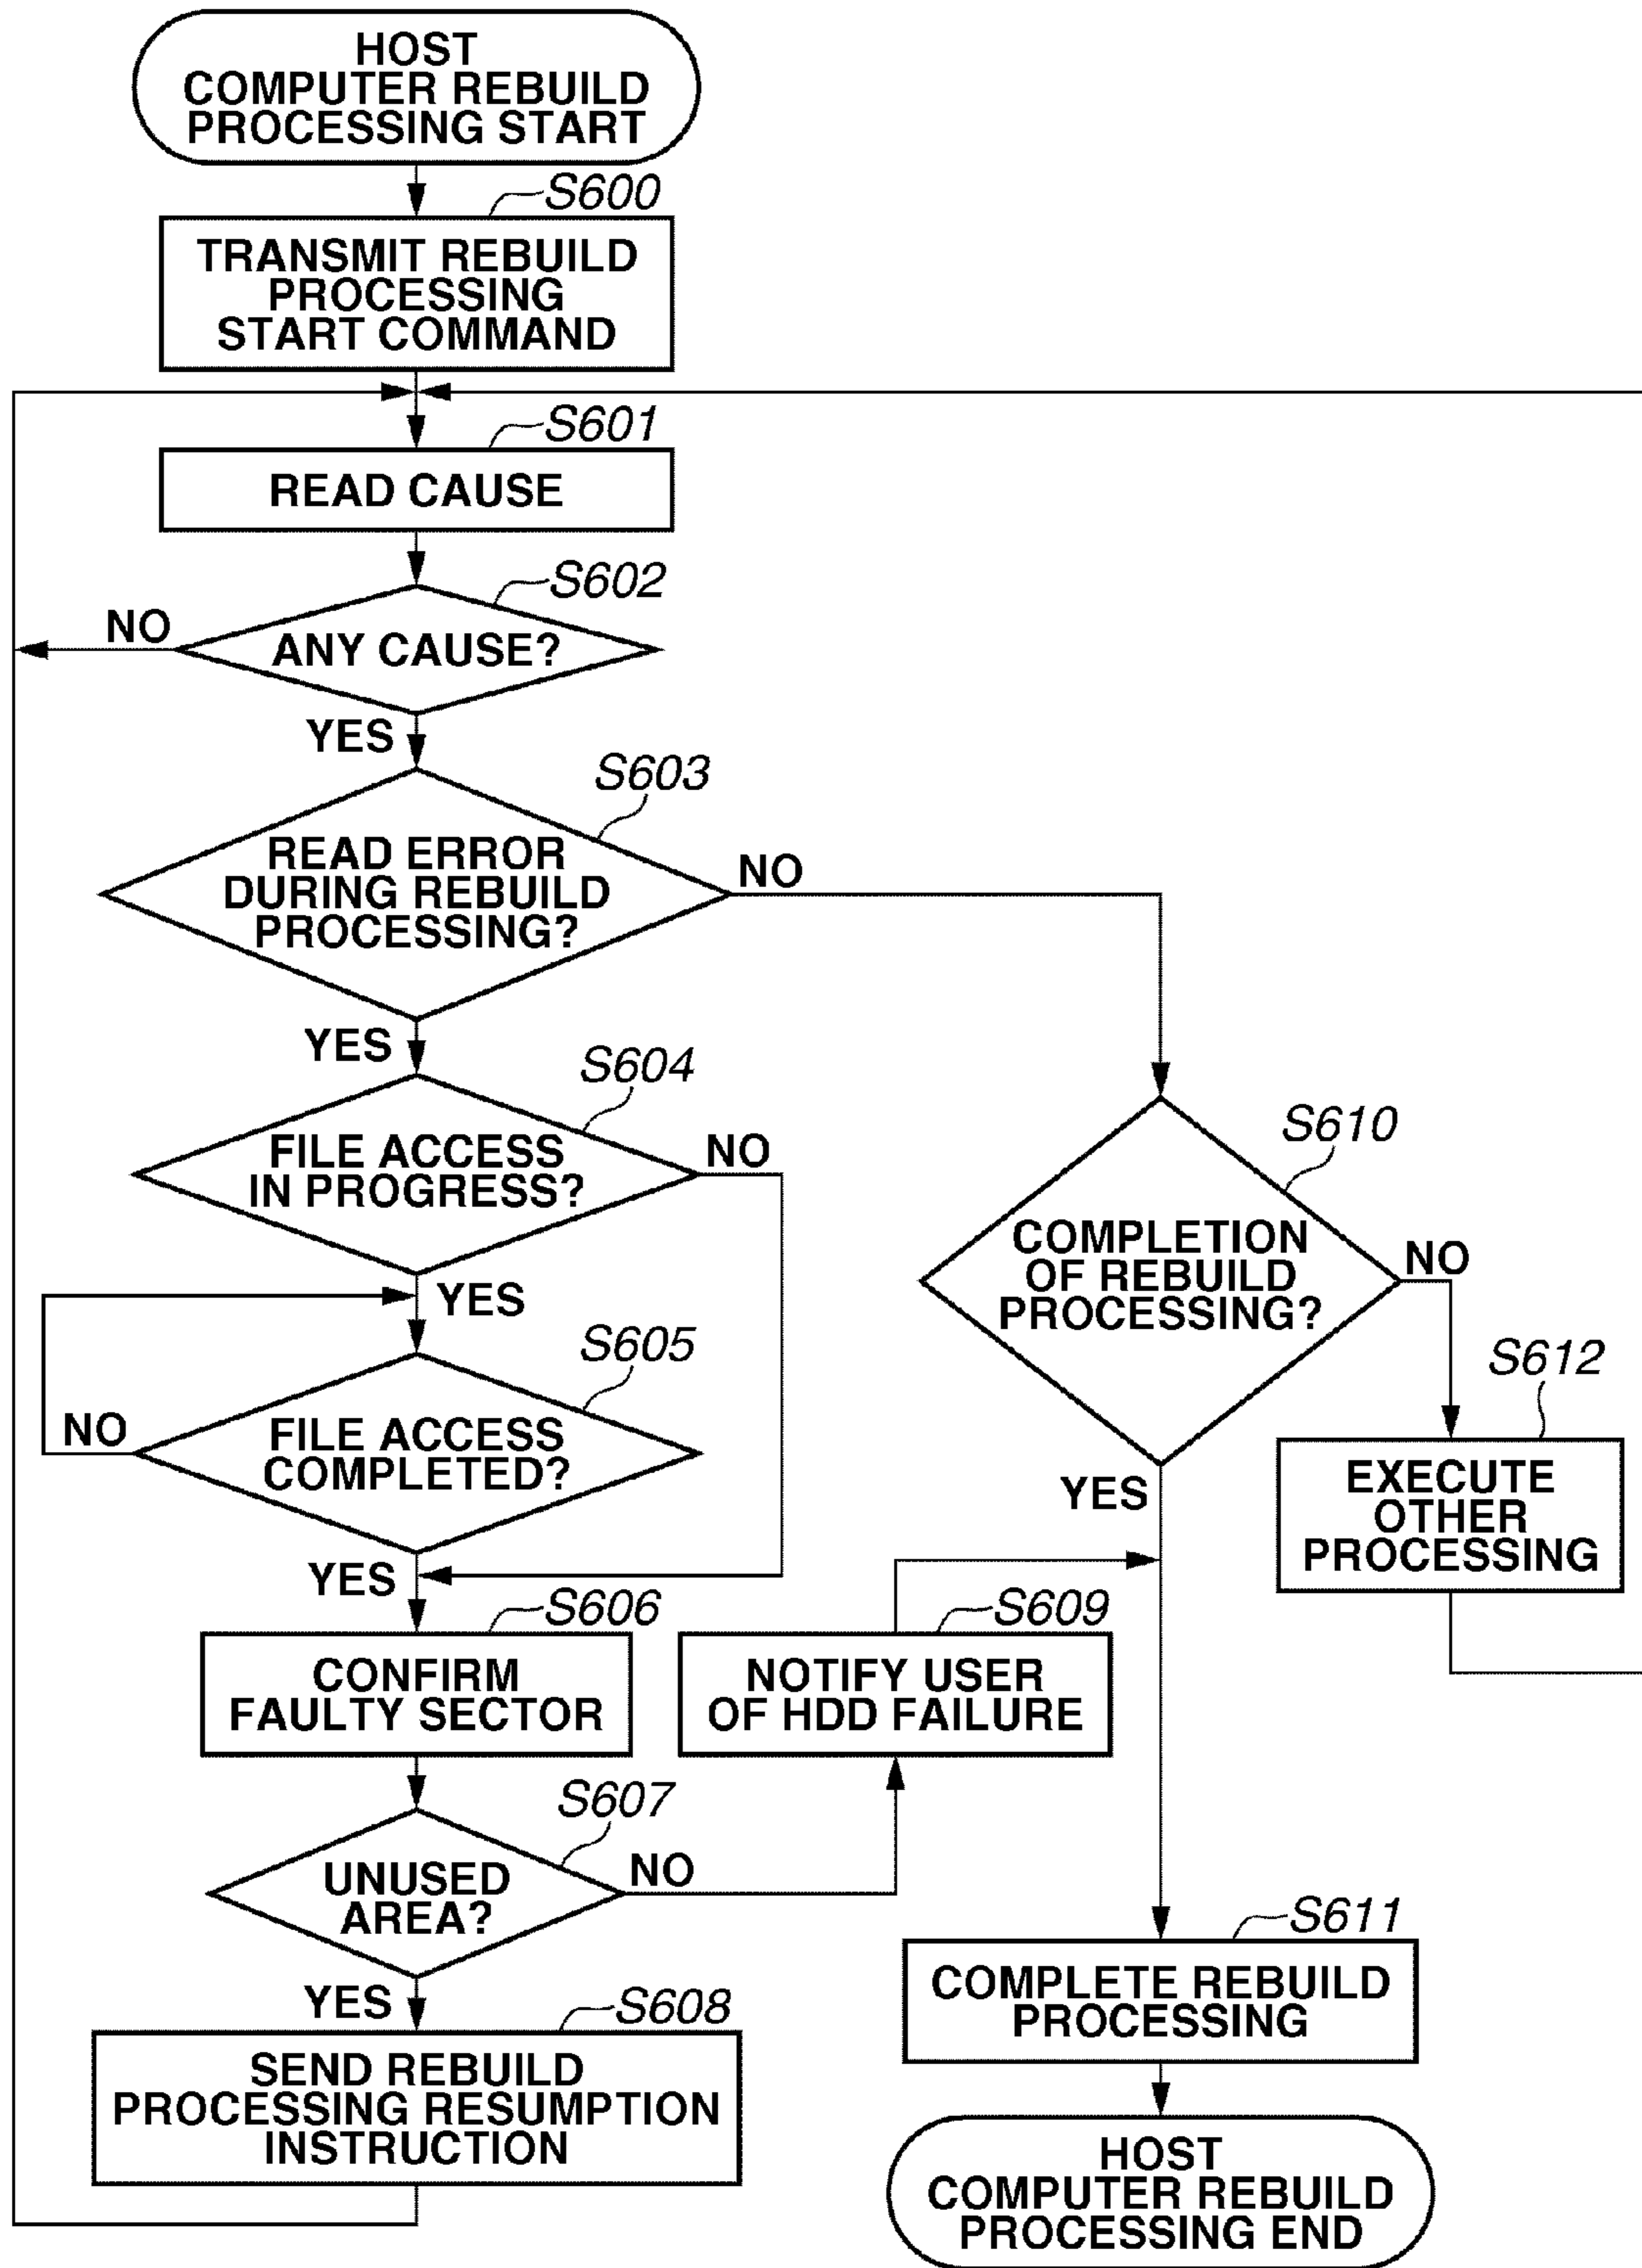 HOST
COMPUTER REBUILD
PROCESSING START
S600
TRANSMIT REBUILD
PROCESSING
START COMMAND
S601
READ CAUSE
S602
NO
ANY CAUSE?
YES
S603
READ ERROR
DURING REBUILD
PROCESSING?
NO
YES
S604
FILE ACCESS
IN PROGRESS?
NO
YES
S605
NO
FILE ACCESS
COMPLETED?
YES
S606
CONFIRM
FAULTY SECTOR
S607
UNUSED
AREA?
NO
YES
S608
SEND REBUILD
PROCESSING RESUMPTION
INSTRUCTION
S609
NOTIFY USER
OF HDD FAILURE
S610
COMPLETION
OF REBUILD
PROCESSING?
NO
YES
S612
EXECUTE
OTHER
PROCESSING
S611
COMPLETE REBUILD
PROCESSING
HOST
COMPUTER REBUILD
PROCESSING END